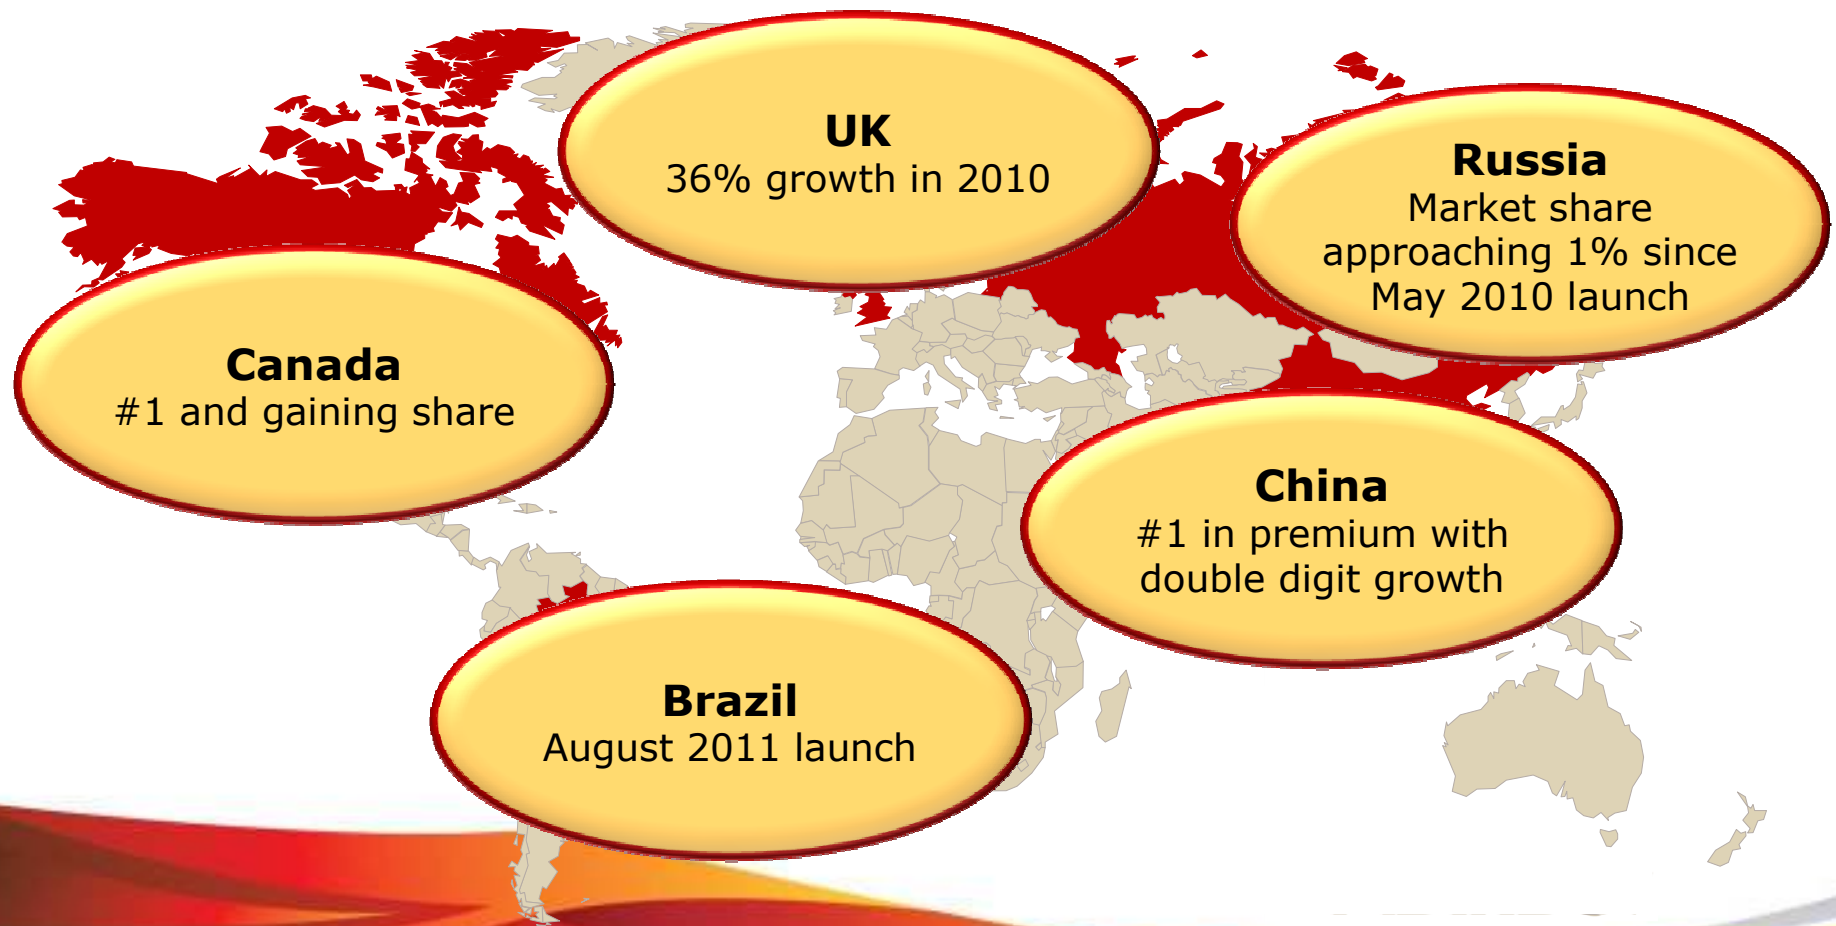 UK
36% growth in 2010
Russia
Market share
approaching 1% since
May 2010 launch
Canada
#1 and gaining share
China
#1 in premium with
double digit growth
Brazil
August 2011 launch